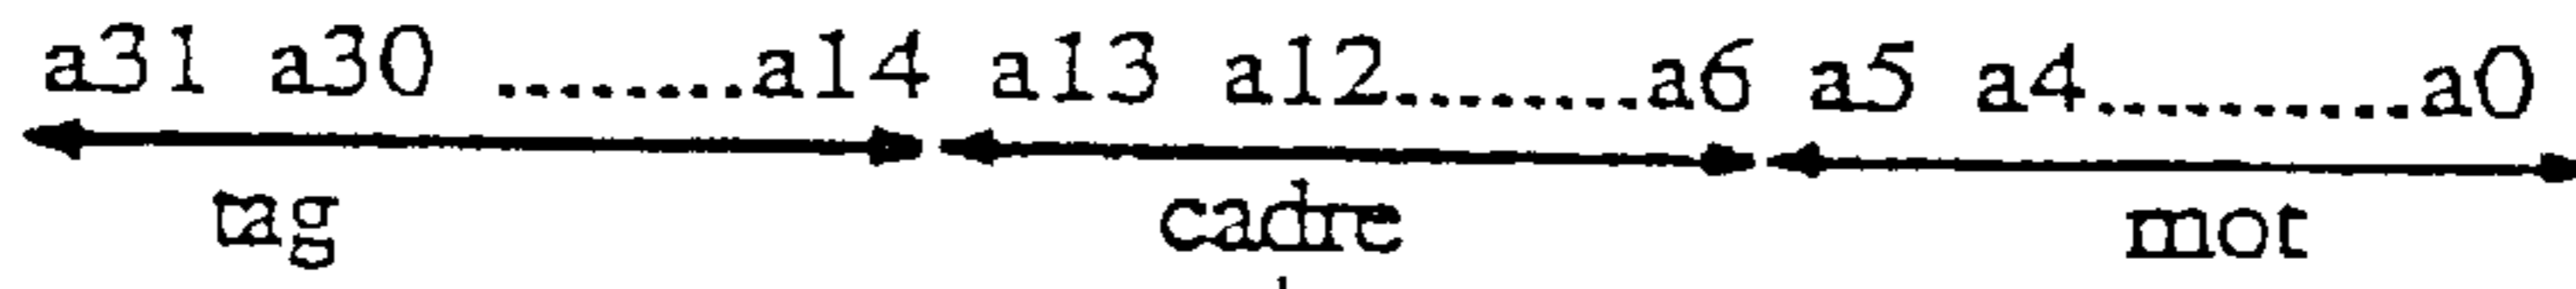 a31 a30 ........a14 a13 a12........a6 a5 a4..........a0
tag cadre mot